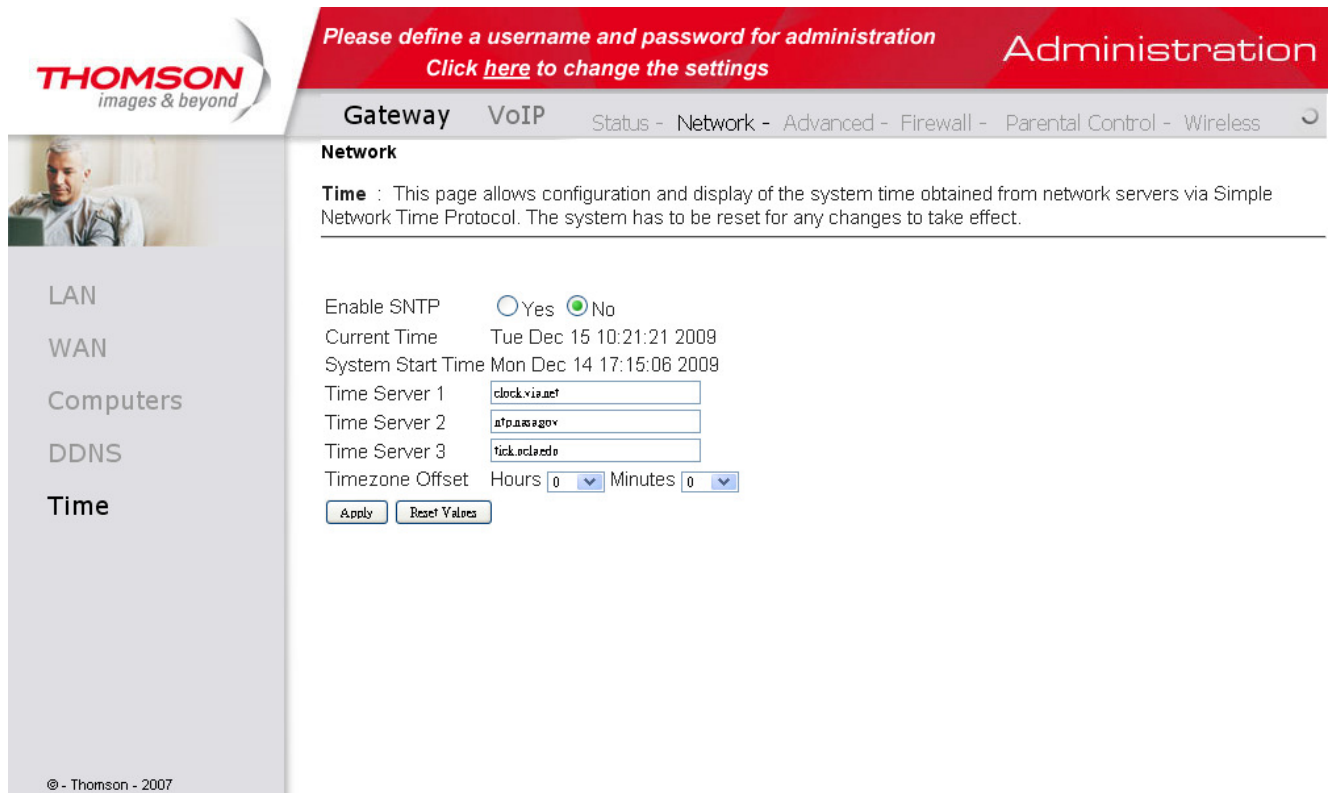 THOMSON
images & beyond
Please define a username and password for administration
Click here to change the settings
Administration
Gateway VoIP Status - Network - Advanced - Firewall - Parental Control - Wireless
Network
Time : This page allows configuration and display of the system time obtained from network servers via Simple
Network Time Protocol. The system has to be reset for any changes to take effect.
LAN
WAN
Computers
DDNS
Time
Enable SNTP Yes No
Current Time Tue Dec 15 10:21:21 2009
System Start Time Mon Dec 14 17:15:06 2009
Time Server 1 clock.via.net
Time Server 2 ntp.nasa.gov
Time Server 3 tick.ucla.edu
Timezone Offset Hours 0 Minutes 0
Apply Reset Values
© - Thomson - 2007